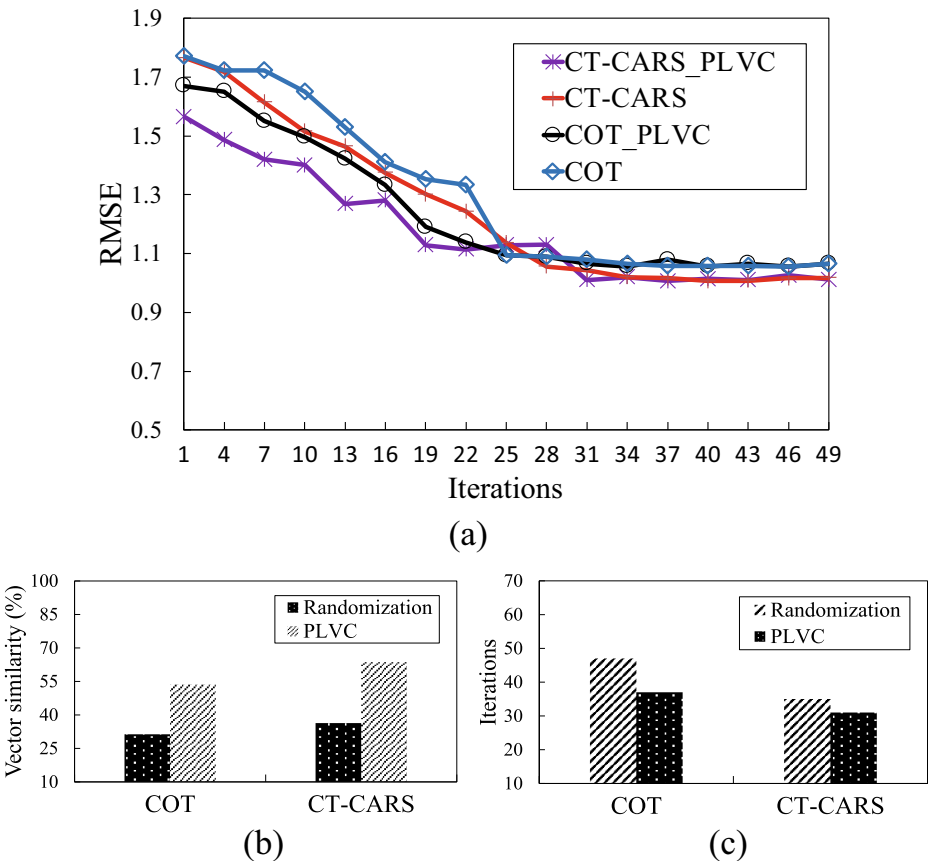 1.9
1.7
1.5
1.3
1.1
0.9
0.7
0.5
RMSE
CT-CARS_PLVC
CT-CARS
COT_PLVC
COT
1 4 7 10 13 16 19 22 25 28 31 34 37 40 43 46 49
Iterations
(a)
Vector similarity (%)
100
85
70
55
40
25
10
Randomization
PLVC
COT CT-CARS
(b)
Iterations
70
60
50
40
30
20
10
Randomization
PLVC
COT CT-CARS
(c)